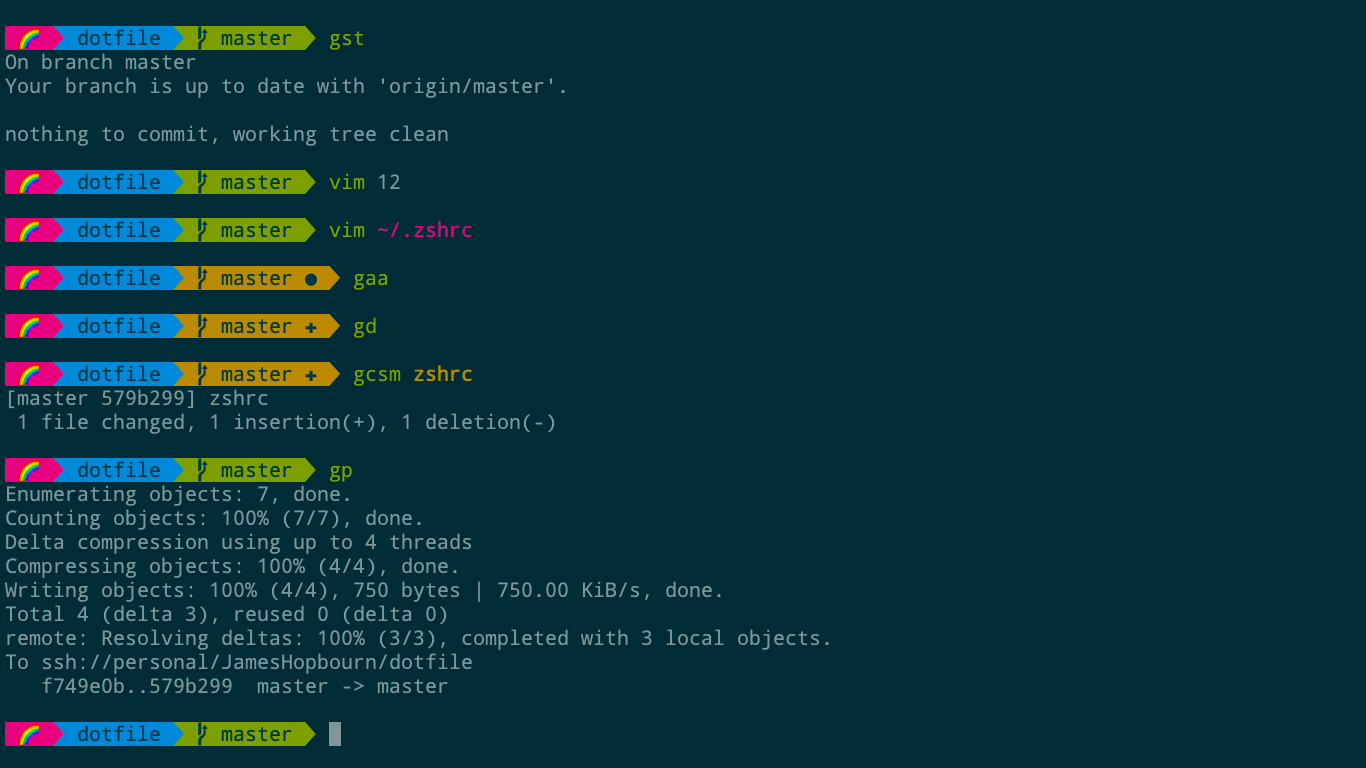 🌈 dotfile master gst
On branch master
Your branch is up to date with 'origin/master'.
nothing to commit, working tree clean
🌈 dotfile master vim 12
🌈 dotfile master vim ~/.zshrc
🌈 dotfile master ● gaa
🌈 dotfile master ✚ gd
🌈 dotfile master ✚ gcsm zshrc
[master 579b299] zshrc
 1 file changed, 1 insertion(+), 1 deletion(-)
🌈 dotfile master gp
Enumerating objects: 7, done.
Counting objects: 100% (7/7), done.
Delta compression using up to 4 threads
Compressing objects: 100% (4/4), done.
Writing objects: 100% (4/4), 750 bytes | 750.00 KiB/s, done.
Total 4 (delta 3), reused 0 (delta 0)
remote: Resolving deltas: 100% (3/3), completed with 3 local objects.
To ssh://personal/JamesHopbourn/dotfile
   f749e0b..579b299  master -> master
🌈 dotfile master